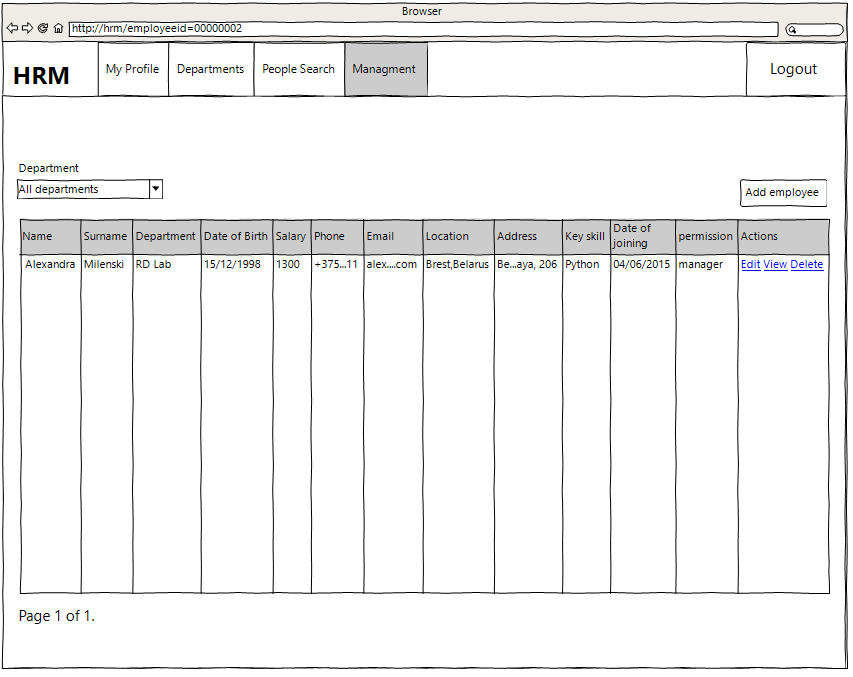 Browser
http://hrm/employeeid=00000002
HRM
My Profile
Departments
People Search
Managment
Logout
Department
All departments
Add employee
Name Surname Department Date of Birth Salary Phone Email Location Address Key skill Date of joining permission Actions
Alexandra Milenski RD Lab 15/12/1998 1300 +375...11 alex....com Brest,Belarus Be...aya, 206 Python 04/06/2015 manager Edit View Delete
Page 1 of 1.